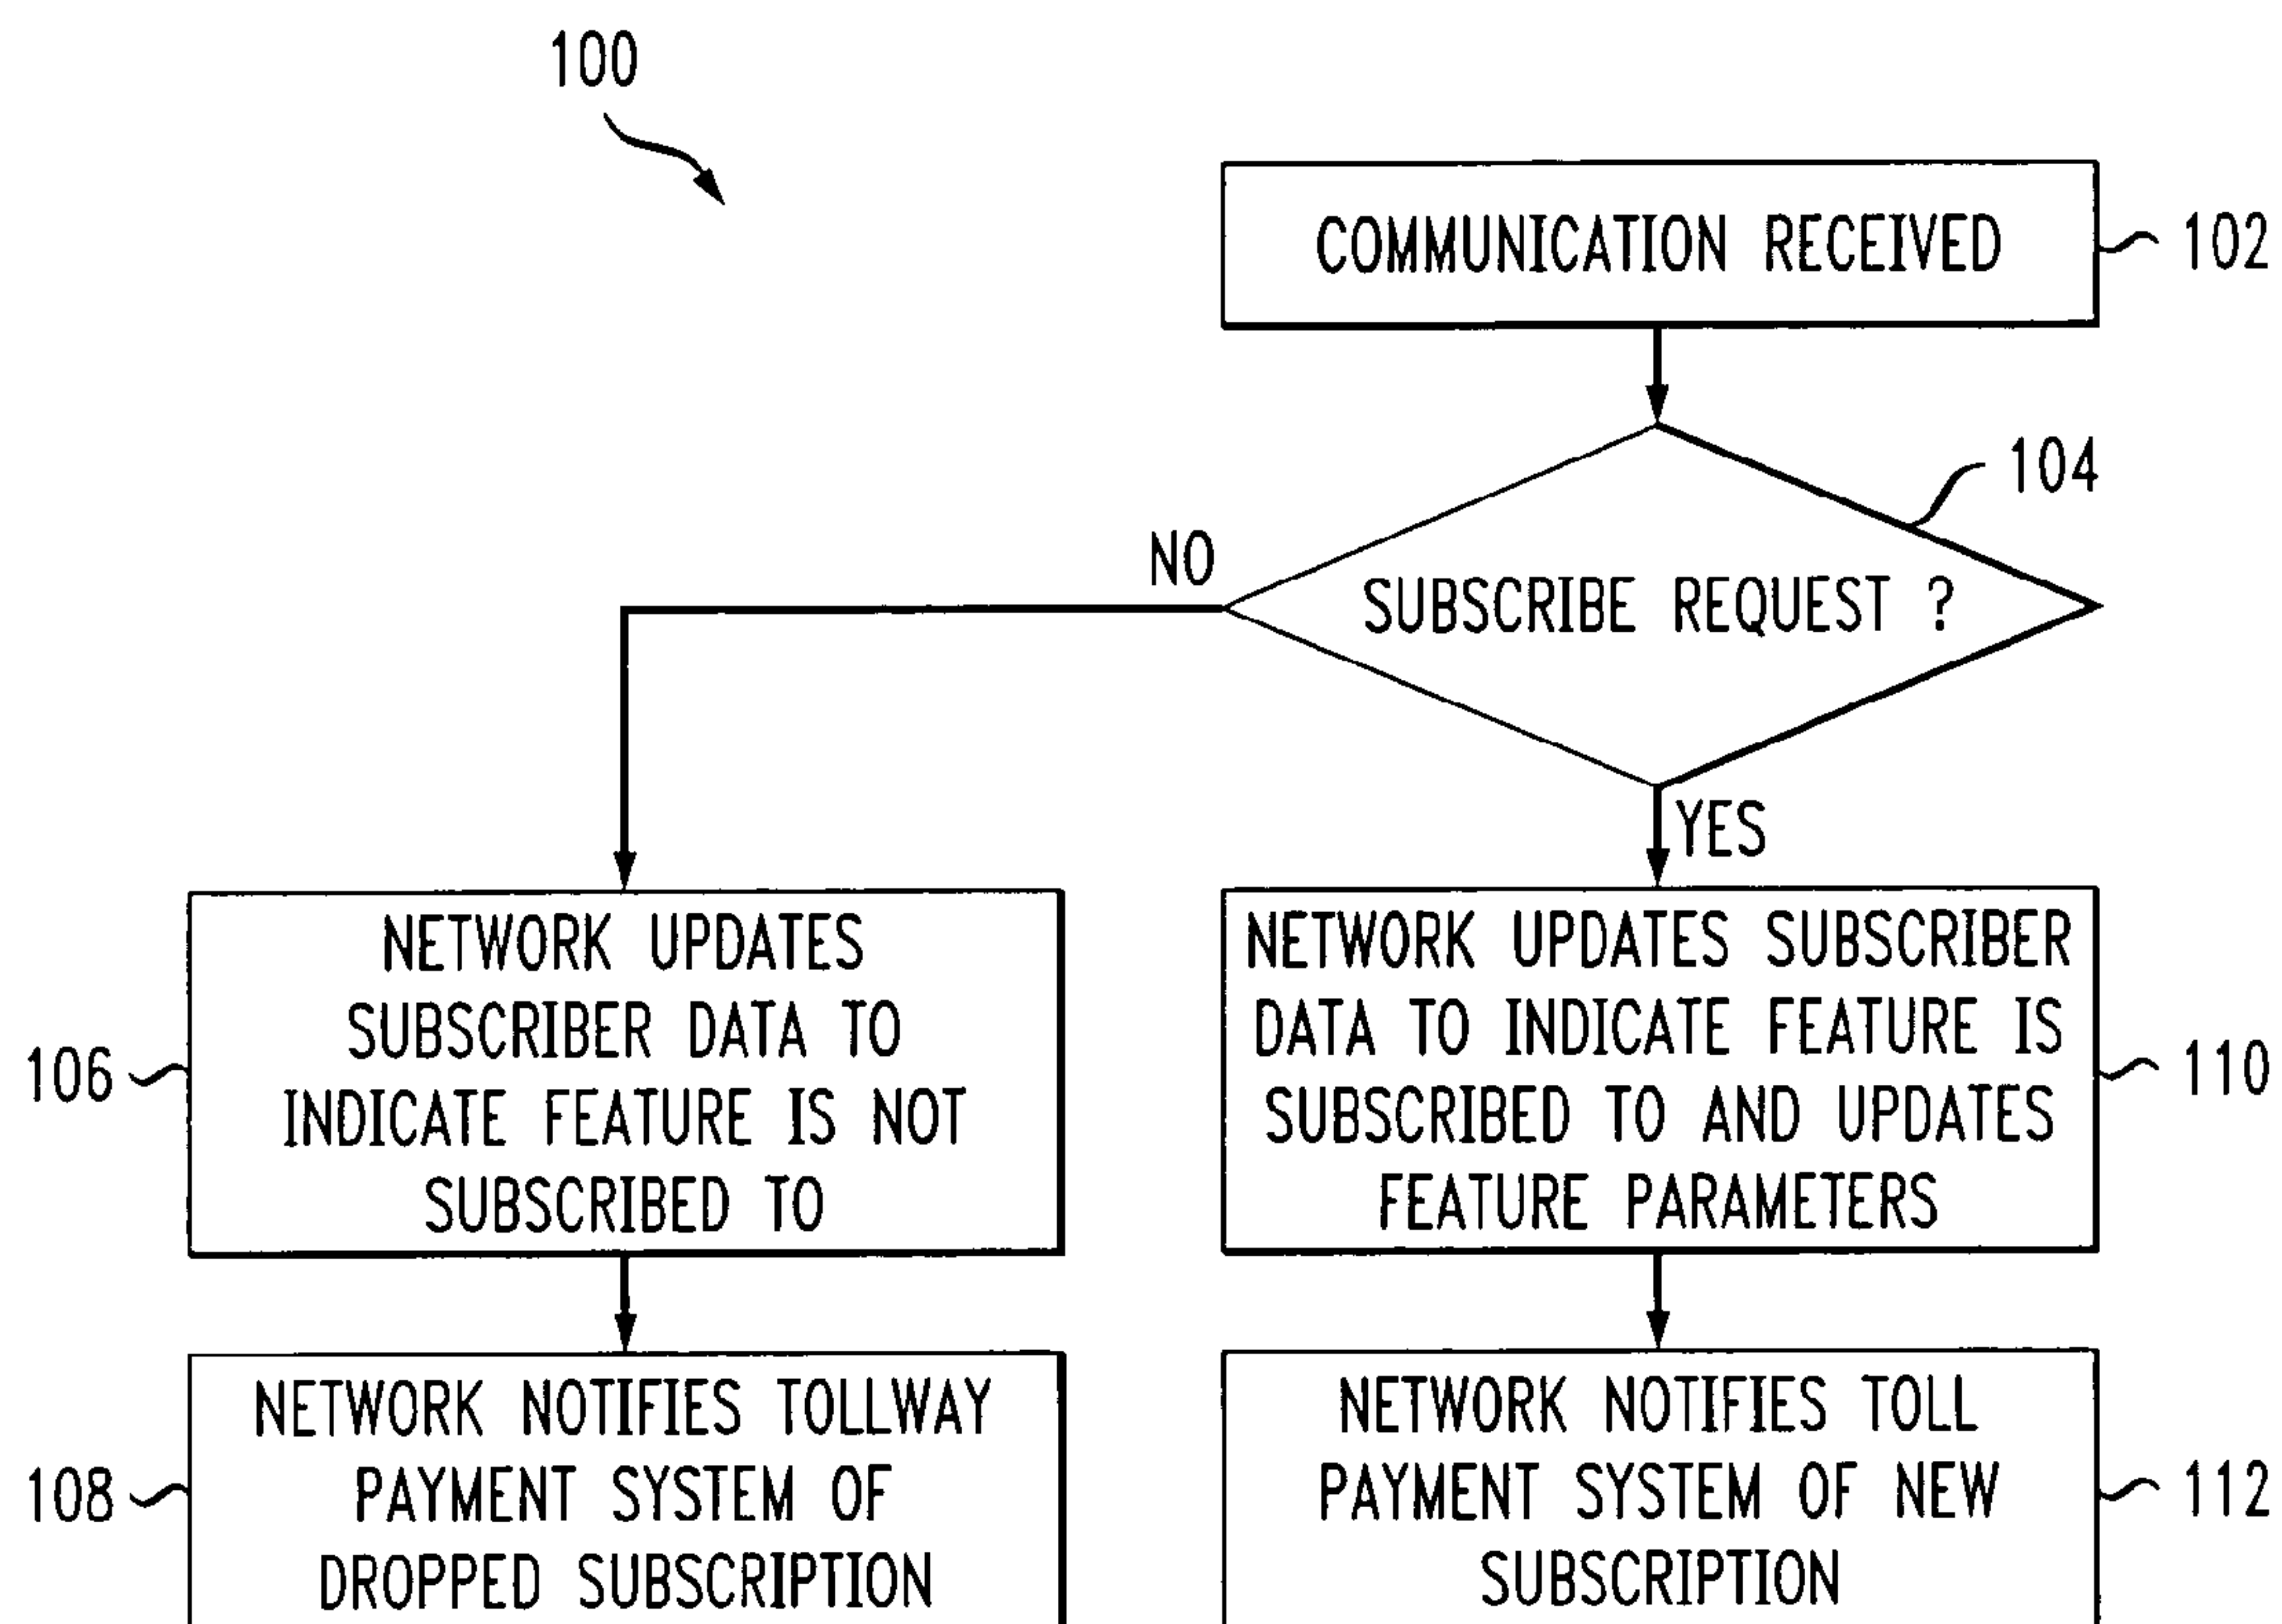 100
COMMUNICATION RECEIVED
102
104
SUBSCRIBE REQUEST ?
NO
YES
NETWORK UPDATES
SUBSCRIBER DATA TO
INDICATE FEATURE IS NOT
SUBSCRIBED TO
106
NETWORK UPDATES SUBSCRIBER
DATA TO INDICATE FEATURE IS
SUBSCRIBED TO AND UPDATES
FEATURE PARAMETERS
110
NETWORK NOTIFIES TOLLWAY
PAYMENT SYSTEM OF
DROPPED SUBSCRIPTION
108
NETWORK NOTIFIES TOLL
PAYMENT SYSTEM OF NEW
SUBSCRIPTION
112